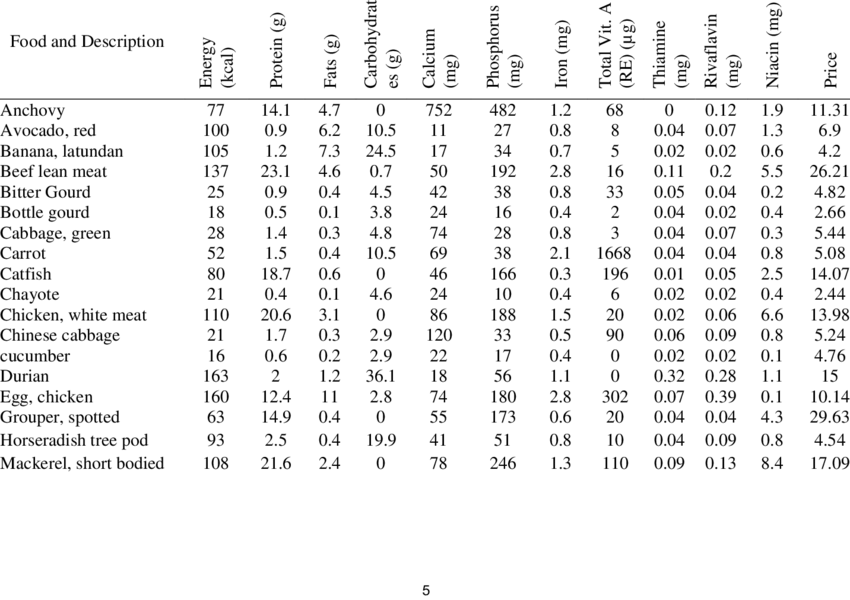 Food and Description Energy (kcal) Protein (g) Fats (g) Carbohydrat es (g) Calcium (mg) Phosphorus (mg) Iron (mg) Total Vit. A (RE) (µg) Thiamine (mg) Rivaflavin (mg) Niacin (mg) Price
Anchovy 77 14.1 4.7 0 752 482 1.2 68 0 0.12 1.9 11.31
Avocado, red 100 0.9 6.2 10.5 11 27 0.8 8 0.04 0.07 1.3 6.9
Banana, latundan 105 1.2 7.3 24.5 17 34 0.7 5 0.02 0.02 0.6 4.2
Beef lean meat 137 23.1 4.6 0.7 50 192 2.8 16 0.11 0.2 5.5 26.21
Bitter Gourd 25 0.9 0.4 4.5 42 38 0.8 33 0.05 0.04 0.2 4.82
Bottle gourd 18 0.5 0.1 3.8 24 16 0.4 2 0.04 0.02 0.4 2.66
Cabbage, green 28 1.4 0.3 4.8 74 28 0.8 3 0.04 0.07 0.3 5.44
Carrot 52 1.5 0.4 10.5 69 38 2.1 1668 0.04 0.04 0.8 5.08
Catfish 80 18.7 0.6 0 46 166 0.3 196 0.01 0.05 2.5 14.07
Chayote 21 0.4 0.1 4.6 24 10 0.4 6 0.02 0.02 0.4 2.44
Chicken, white meat 110 20.6 3.1 0 86 188 1.5 20 0.02 0.06 6.6 13.98
Chinese cabbage 21 1.7 0.3 2.9 120 33 0.5 90 0.06 0.09 0.8 5.24
cucumber 16 0.6 0.2 2.9 22 17 0.4 0 0.02 0.02 0.1 4.76
Durian 163 2 1.2 36.1 18 56 1.1 0 0.32 0.28 1.1 15
Egg, chicken 160 12.4 11 2.8 74 180 2.8 302 0.07 0.39 0.1 10.14
Grouper, spotted 63 14.9 0.4 0 55 173 0.6 20 0.04 0.04 4.3 29.63
Horseradish tree pod 93 2.5 0.4 19.9 41 51 0.8 10 0.04 0.09 0.8 4.54
Mackerel, short bodied 108 21.6 2.4 0 78 246 1.3 110 0.09 0.13 8.4 17.09
5